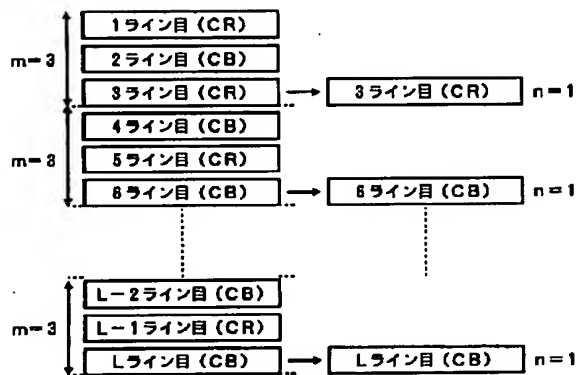 1ライン目(CR)
m=3
2ライン目(CB)
3ライン目(CR)
3ライン目(CR)
n=1
4ライン目(CB)
m=3
5ライン目(CR)
6ライン目(CB)
6ライン目(CB)
n=1
L-2ライン目(CB)
m=3
L-1ライン目(CR)
Lライン目(CB)
Lライン目(CB)
n=1